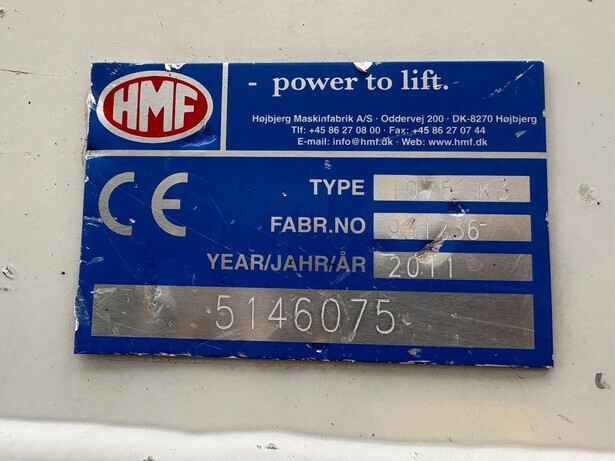 HMF
- power to lift.
Højbjerg Maskinfabrik A/S · Oddervej 200 · DK-8270 Højbjerg
Tlf: +45 86 27 08 00 · Fax: +45 86 27 07 44
E-mail: info@hmf.dk · Web: www.hmf.dk
CE
TYPE K3
FABR.NO
YEAR/JAHR/ÅR 2011
5146075